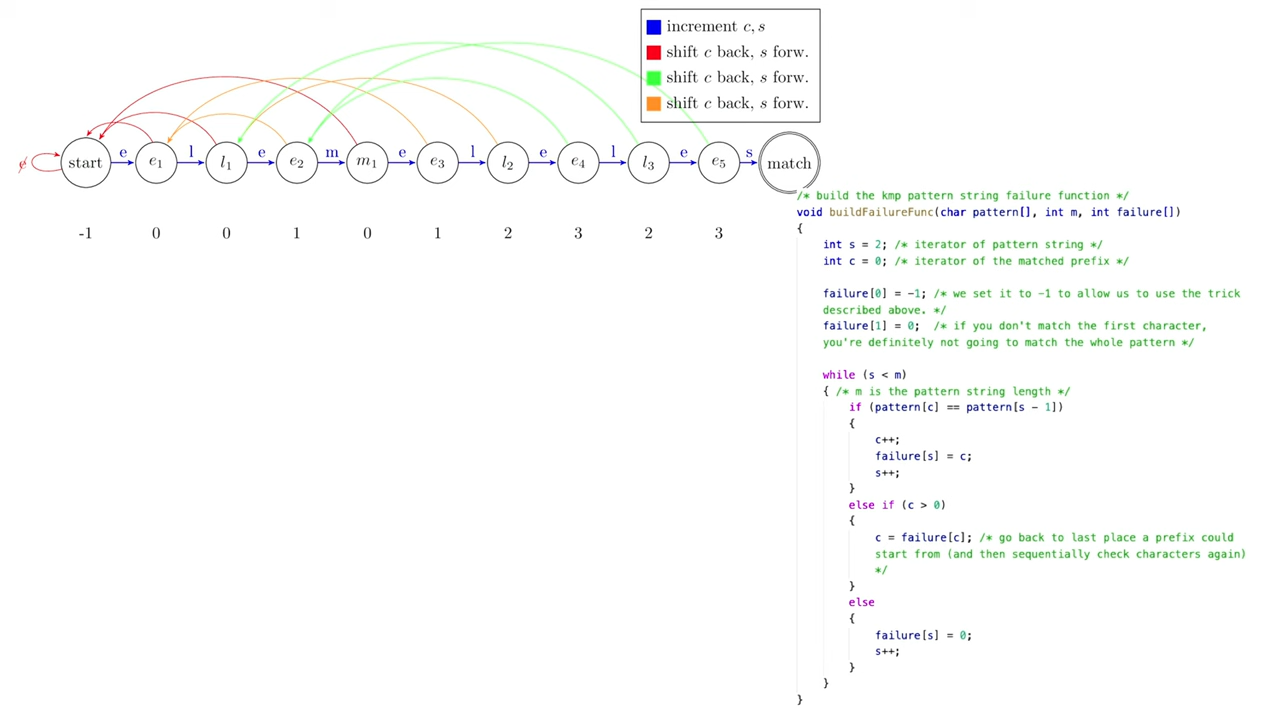 increment c, s
shift c back, s forw.
shift c back, s forw.
shift c back, s forw.
e l e m e l e l e s
ɇ start e₁ l₁ e₂ m₁ e₃ l₂ e₄ l₃ e₅ match
-1 0 0 1 0 1 2 3 2 3
/* build the kmp pattern string failure function */
void buildFailureFunc(char pattern[], int m, int failure[])
{
int s = 2; /* iterator of pattern string */
int c = 0; /* iterator of the matched prefix */
failure[0] = -1; /* we set it to -1 to allow us to use the trick
described above. */
failure[1] = 0; /* if you don't match the first character,
you're definitely not going to match the whole pattern */
while (s < m)
{ /* m is the pattern string length */
if (pattern[c] == pattern[s - 1])
{
c++;
failure[s] = c;
s++;
}
else if (c > 0)
{
c = failure[c]; /* go back to last place a prefix could
start from (and then sequentially check characters again)
*/
}
else
{
failure[s] = 0;
s++;
}
}
}